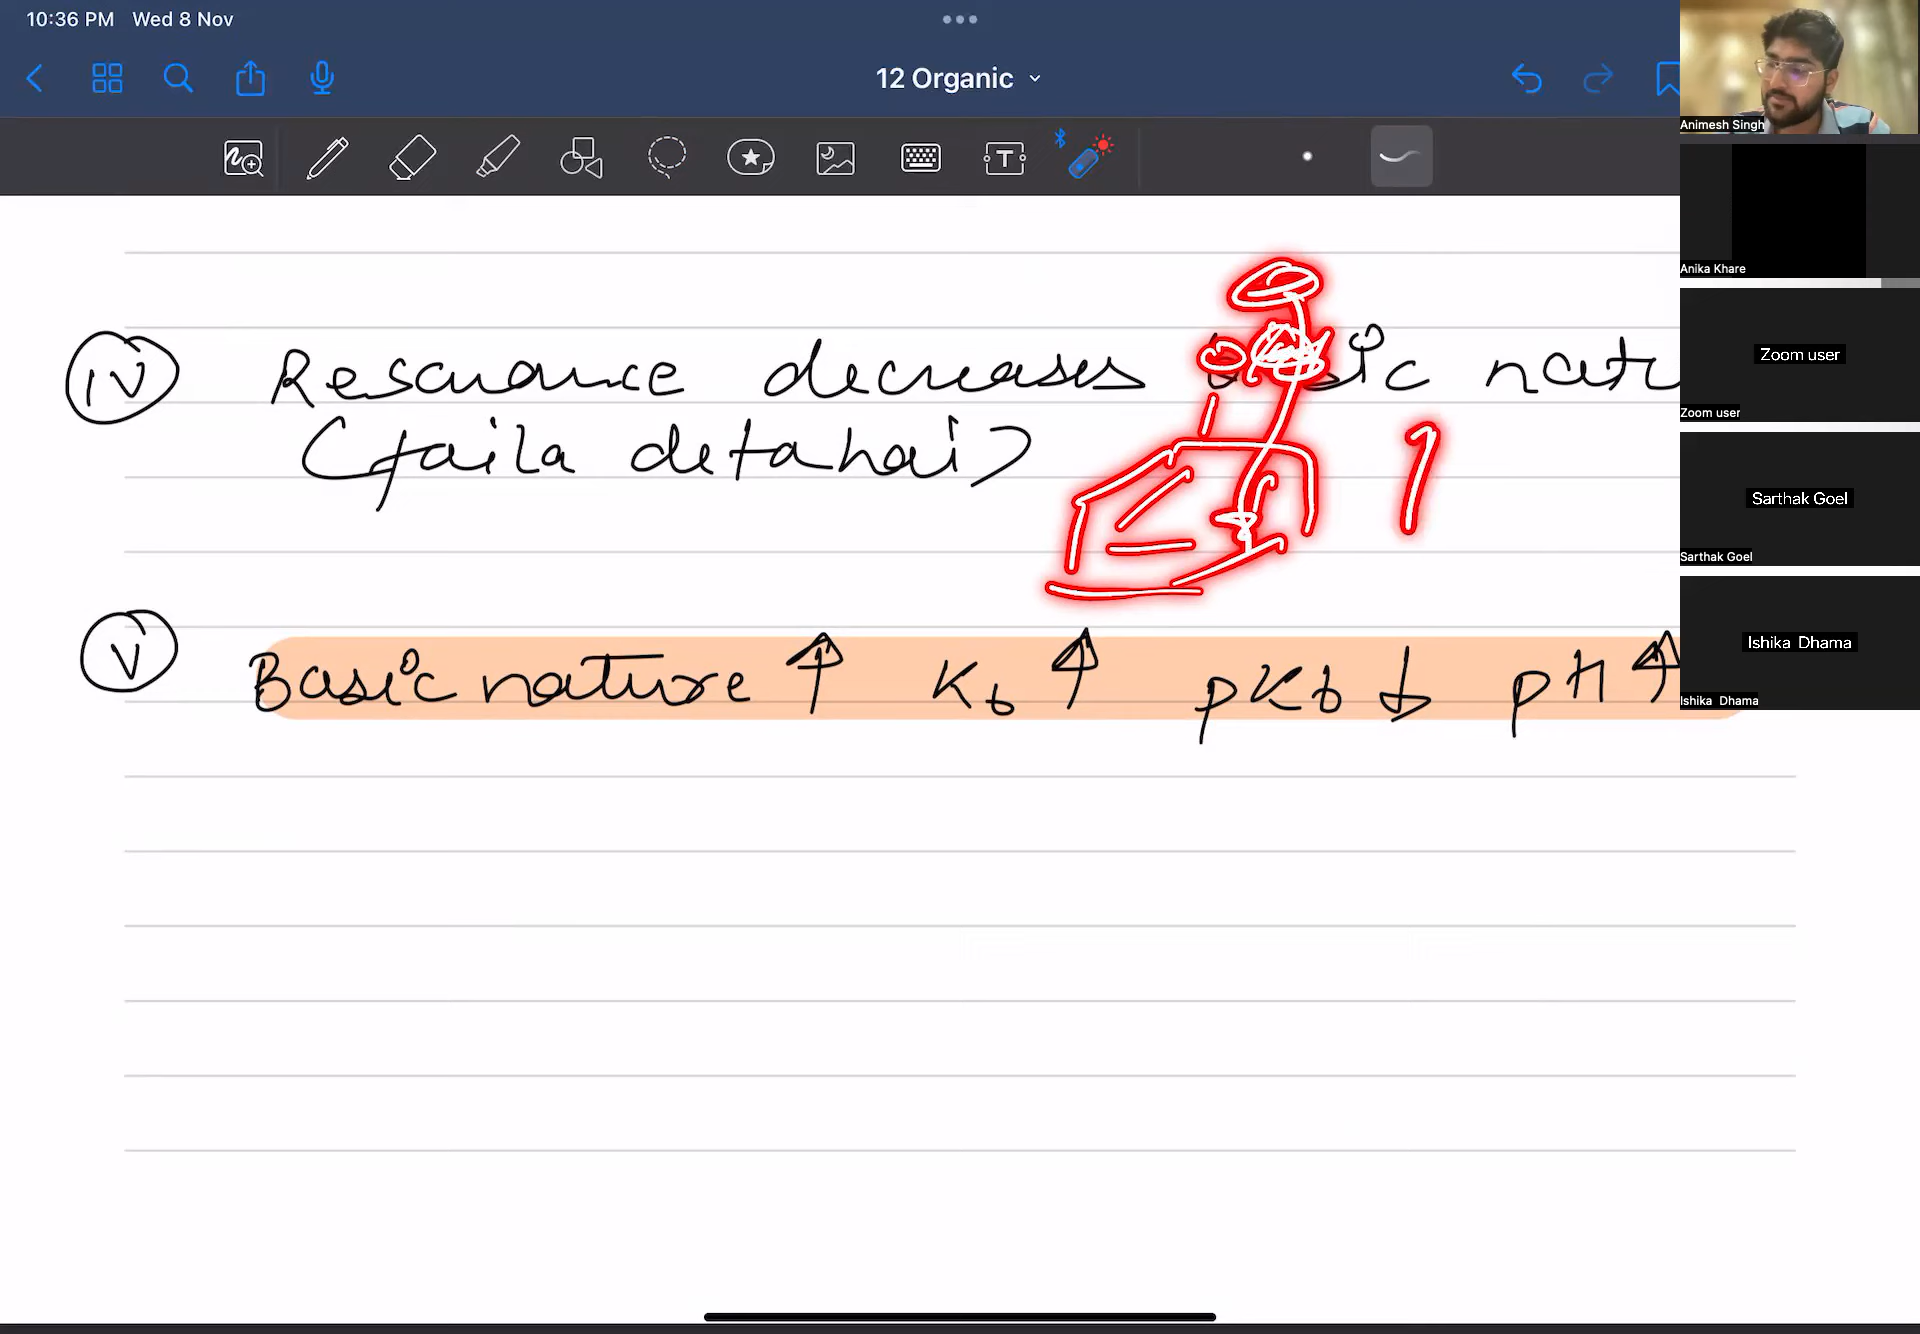 10:36 PM Wed 8 Nov
12 Organic
Animesh Singh
Anika Khare
Zoom user
Zoom user
Sarthak Goel
Sarthak Goel
Ishika Dhama
Ishika Dhama
(iv) Resonance decreases basic natu
(faila deta hai)
(v) Basic nature ↑ Kb ↑ pKb ↓ pH ↑